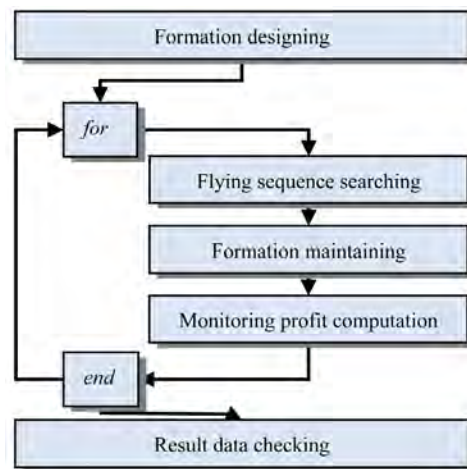 Formation designing
for
Flying sequence searching
Formation maintaining
Monitoring profit computation
end
Result data checking